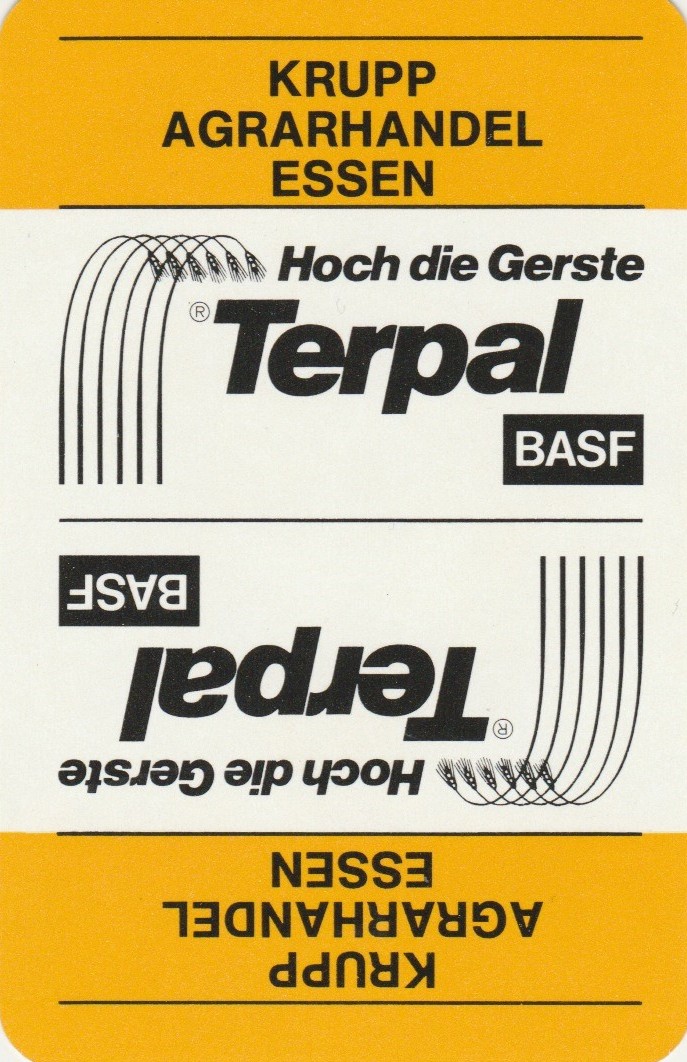 KRUPP
AGRARHANDEL
ESSEN
Hoch die Gerste
® Terpal
BASF
KRUPP
AGRARHANDEL
ESSEN
Hoch die Gerste
® Terpal
BASF